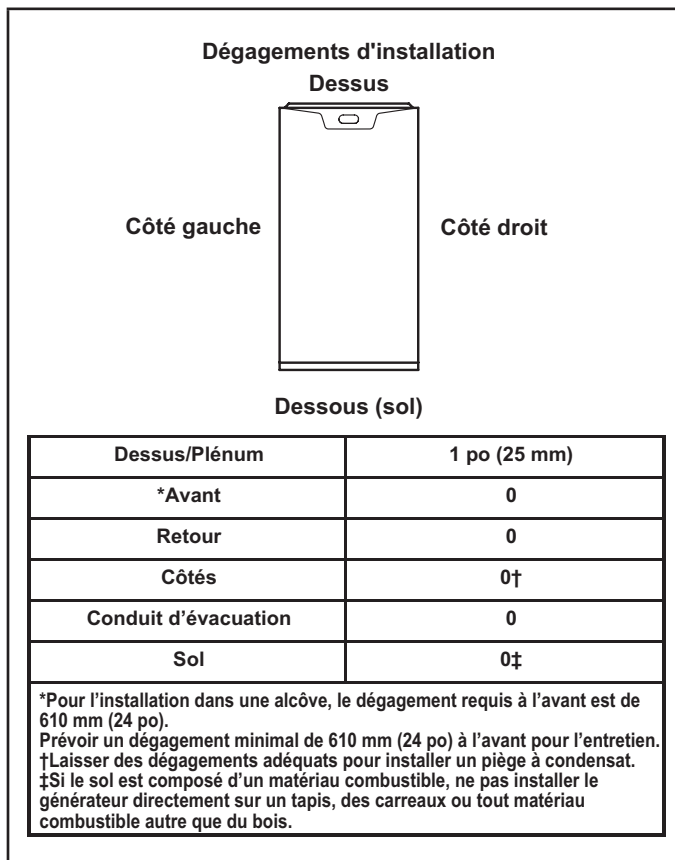 Dégagements d'installation
Dessus
Côté gauche
Côté droit
Dessous (sol)
Dessus/Plénum 1 po (25 mm)
*Avant 0
Retour 0
Côtés 0†
Conduit d’évacuation 0
Sol 0‡
*Pour l’installation dans une alcôve, le dégagement requis à l’avant est de
610 mm (24 po).
Prévoir un dégagement minimal de 610 mm (24 po) à l’avant pour l’entretien.
†Laisser des dégagements adéquats pour installer un piège à condensat.
‡Si le sol est composé d’un matériau combustible, ne pas installer le
générateur directement sur un tapis, des carreaux ou tout matériau
combustible autre que du bois.